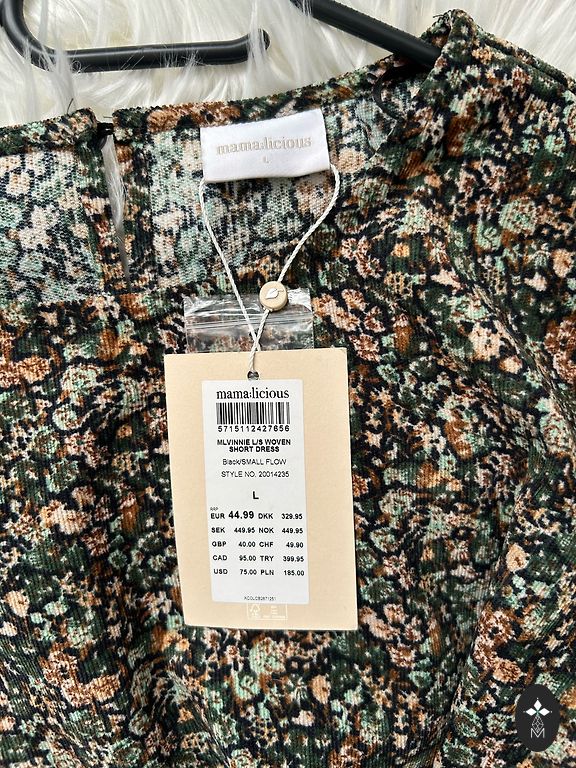 mama:licious
L
mama:licious
5715112427656
MLVINNIE L/S WOVEN
SHORT DRESS
Black/SMALL FLOW
STYLE NO. 20014235
L
RRP
EUR 44.99 DKK 329.95
SEK 449.95 NOK 449.95
GBP 40.00 CHF 49.90
CAD 95.00 TRY 399.95
USD 75.00 PLN 185.00
FSC
M